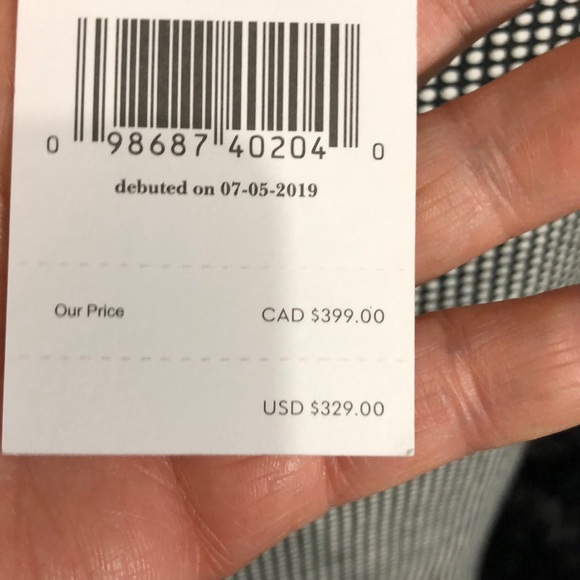 0 98687 40204 0
debuted on 07-05-2019
Our Price CAD $399.00
USD $329.00